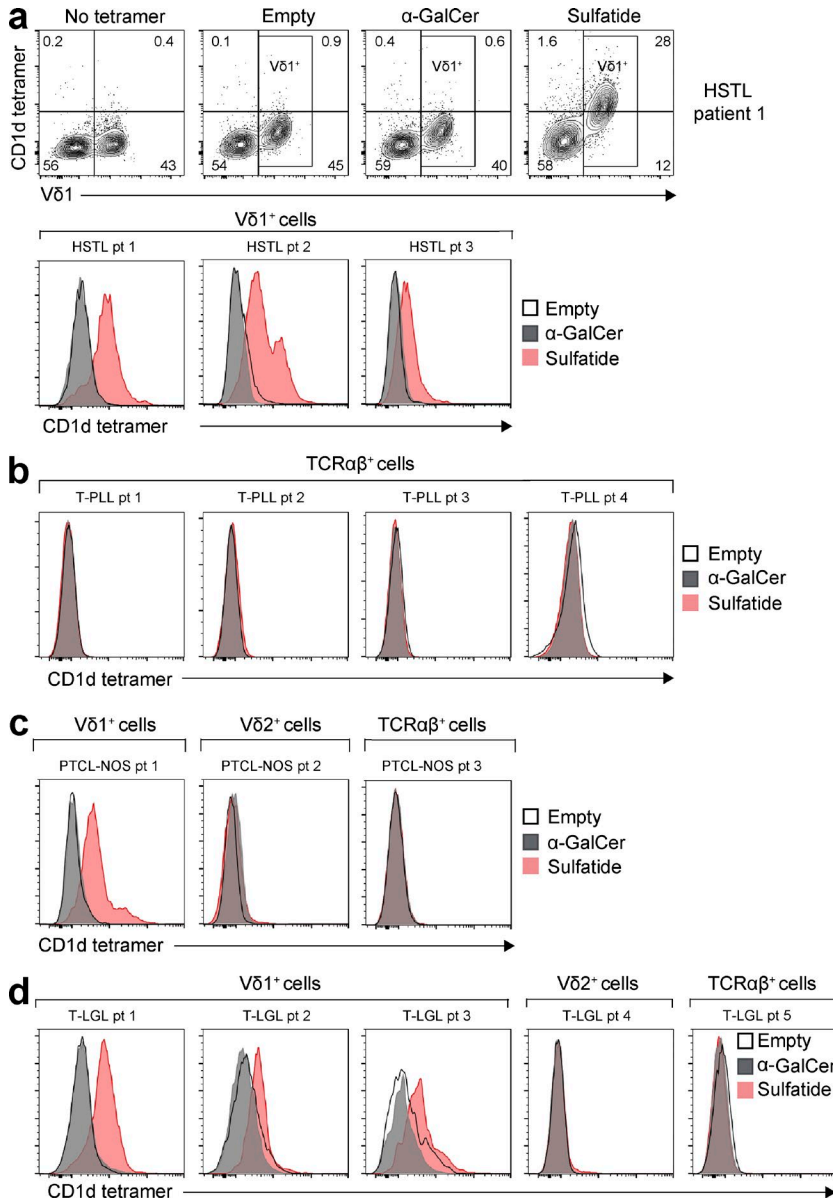 a
No tetramer
Empty
α-GalCer
Sulfatide
CD1d tetramer
0.2
0.4
56
43
0.1
0.9
Vδ1⁺
54
45
0.4
0.6
Vδ1⁺
59
40
1.6
28
Vδ1⁺
58
12
HSTL
patient 1
Vδ1
Vδ1⁺ cells
HSTL pt 1
HSTL pt 2
HSTL pt 3
Empty
α-GalCer
Sulfatide
CD1d tetramer
b
TCRαβ⁺ cells
T-PLL pt 1
T-PLL pt 2
T-PLL pt 3
T-PLL pt 4
Empty
α-GalCer
Sulfatide
CD1d tetramer
c
Vδ1⁺ cells
Vδ2⁺ cells
TCRαβ⁺ cells
PTCL-NOS pt 1
PTCL-NOS pt 2
PTCL-NOS pt 3
Empty
α-GalCer
Sulfatide
CD1d tetramer
d
Vδ1⁺ cells
Vδ2⁺ cells
TCRαβ⁺ cells
T-LGL pt 1
T-LGL pt 2
T-LGL pt 3
T-LGL pt 4
T-LGL pt 5
Empty
α-GalCer
Sulfatide
CD1d tetramer